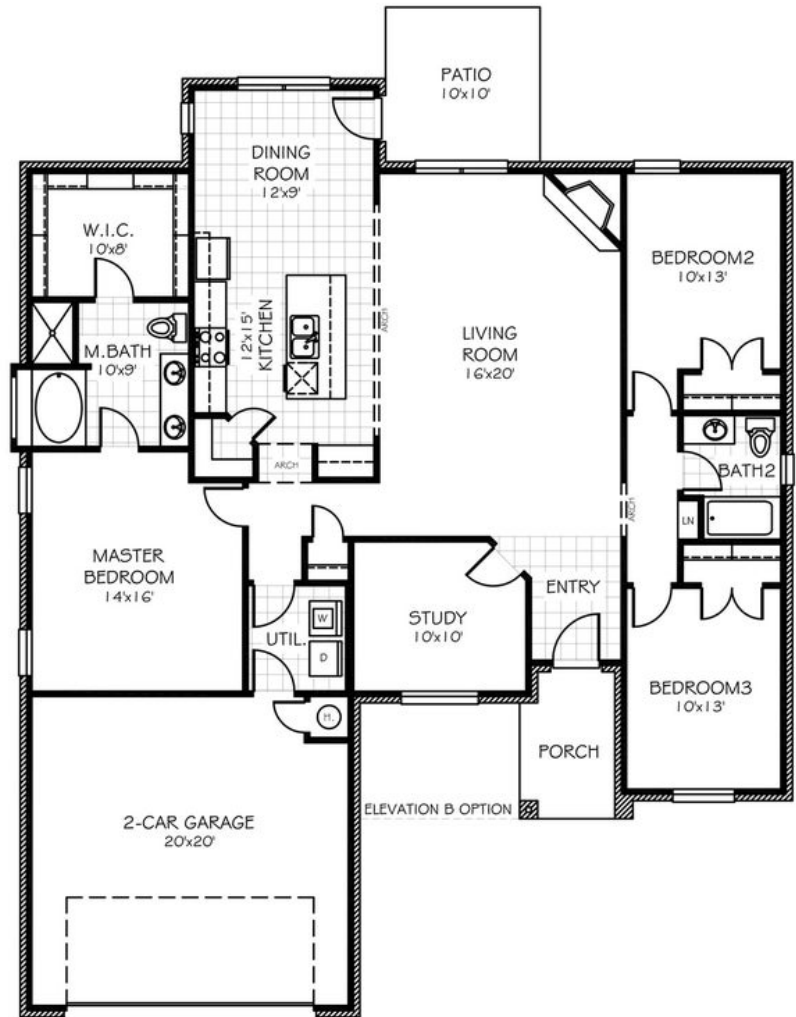 PATIO
10'x10'
DINING
ROOM
12'x9'
W.I.C.
10'x8'
BEDROOM2
10'x13'
12'x15'
KITCHEN
ARCH
LIVING
ROOM
16'x20'
M.BATH
10'x9'
ARCH
BATH2
ARCH
LN
MASTER
BEDROOM
14'x16'
STUDY
10'x10'
ENTRY
UTIL.
W
D
BEDROOM3
10'x13'
H.
PORCH
ELEVATION B OPTION
2-CAR GARAGE
20'x20'